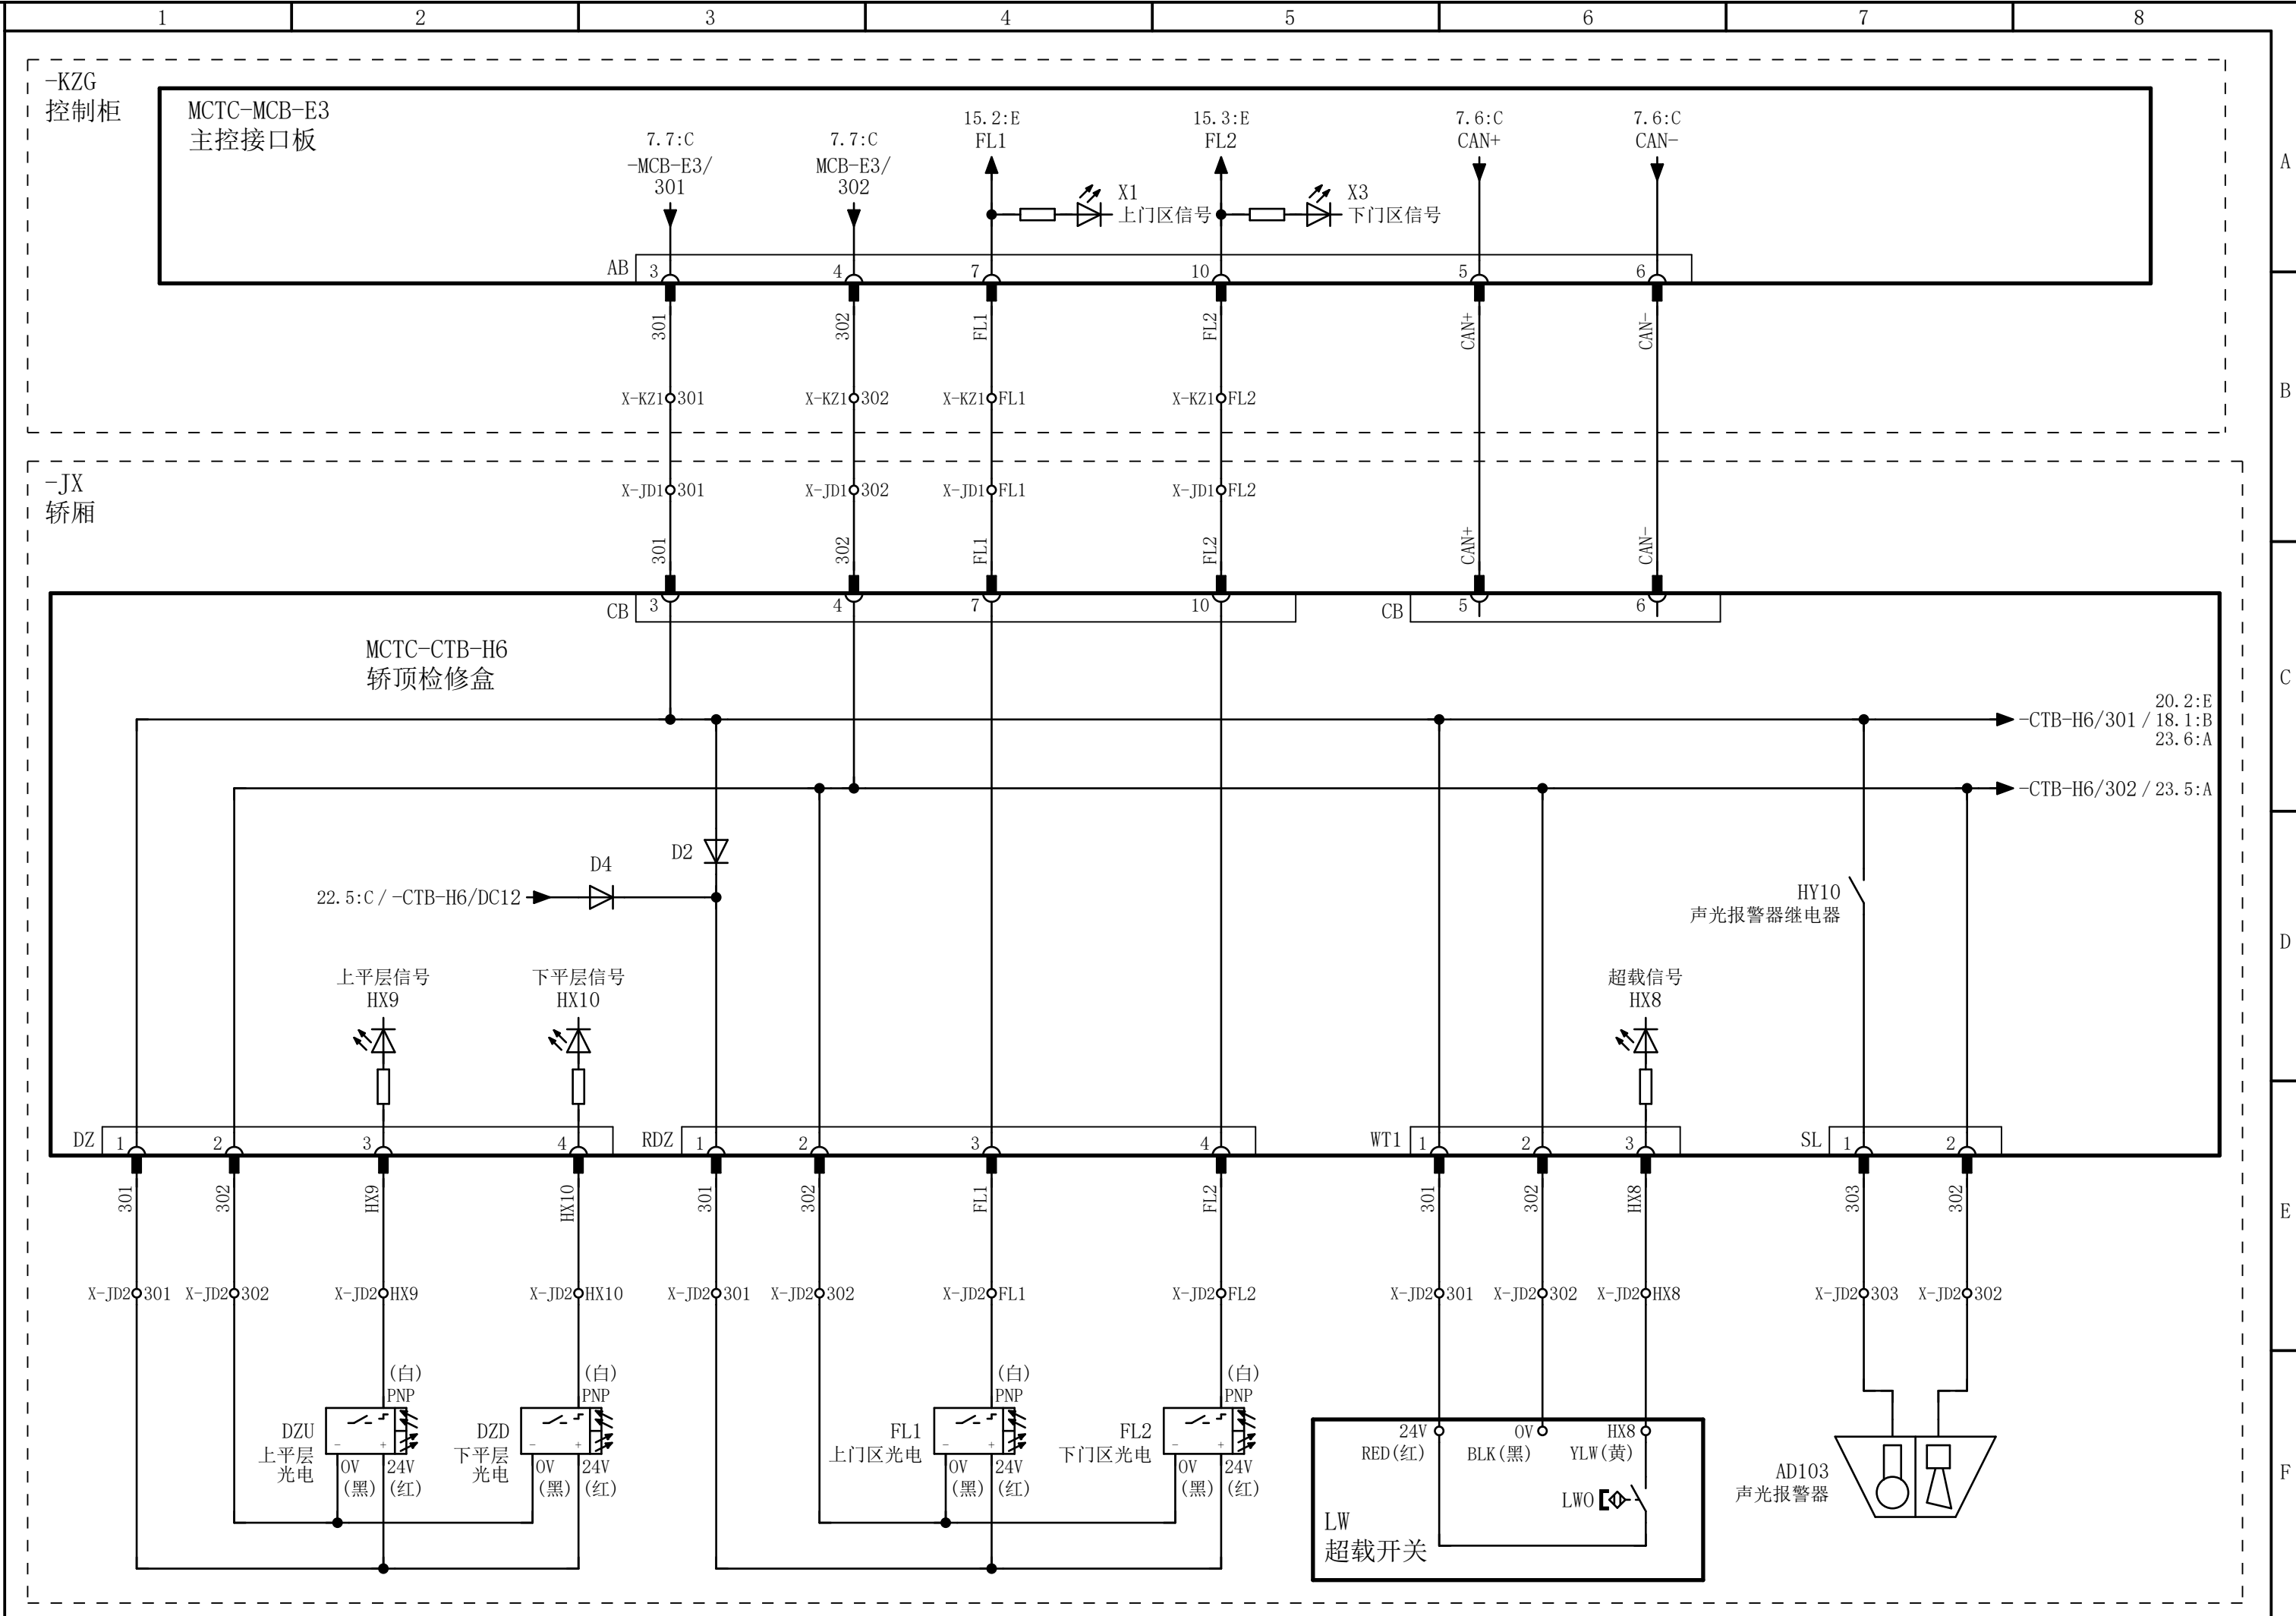 1 2 3 4 5 6 7 8
-KZG
控制柜
MCTC-MCB-E3
主控接口板
7.7:C
-MCB-E3/
301
7.7:C
MCB-E3/
302
15.2:E
FL1
15.3:E
FL2
7.6:C
CAN+
7.6:C
CAN-
X1
上门区信号
X3
下门区信号
A
AB 3 4 7 10 5 6
301 302 FL1 FL2 CAN+ CAN-
X-KZ1 301 X-KZ1 302 X-KZ1 FL1 X-KZ1 FL2
B
-JX
轿厢
X-JD1 301 X-JD1 302 X-JD1 FL1 X-JD1 FL2
301 302 FL1 FL2 CAN+ CAN-
CB 3 4 7 10 CB 5 6
MCTC-CTB-H6
轿顶检修盒
C
20.2:E
-CTB-H6/301 / 18.1:B
23.6:A
-CTB-H6/302 / 23.5:A
D2
D4
22.5:C / -CTB-H6/DC12
HY10
声光报警器继电器
D
上平层信号
HX9
下平层信号
HX10
超载信号
HX8
DZ 1 2 3 4 RDZ 1 2 3 4 WT1 1 2 3 SL 1 2
301 302 HX9 HX10 301 302 FL1 FL2 301 302 HX8 303 302
E
X-JD2 301 X-JD2 302 X-JD2 HX9 X-JD2 HX10 X-JD2 301 X-JD2 302 X-JD2 FL1 X-JD2 FL2 X-JD2 301 X-JD2 302 X-JD2 HX8 X-JD2 303 X-JD2 302
(白)
PNP
DZU
上平层
光电
- +
0V 24V
(黑) (红)
(白)
PNP
DZD
下平层
光电
- +
0V 24V
(黑) (红)
(白)
PNP
FL1
上门区光电
- +
0V 24V
(黑) (红)
(白)
PNP
FL2
下门区光电
- +
0V 24V
(黑) (红)
24V 0V HX8
RED(红) BLK(黑) YLW(黄)
LWO
LW
超载开关
AD103
声光报警器
F